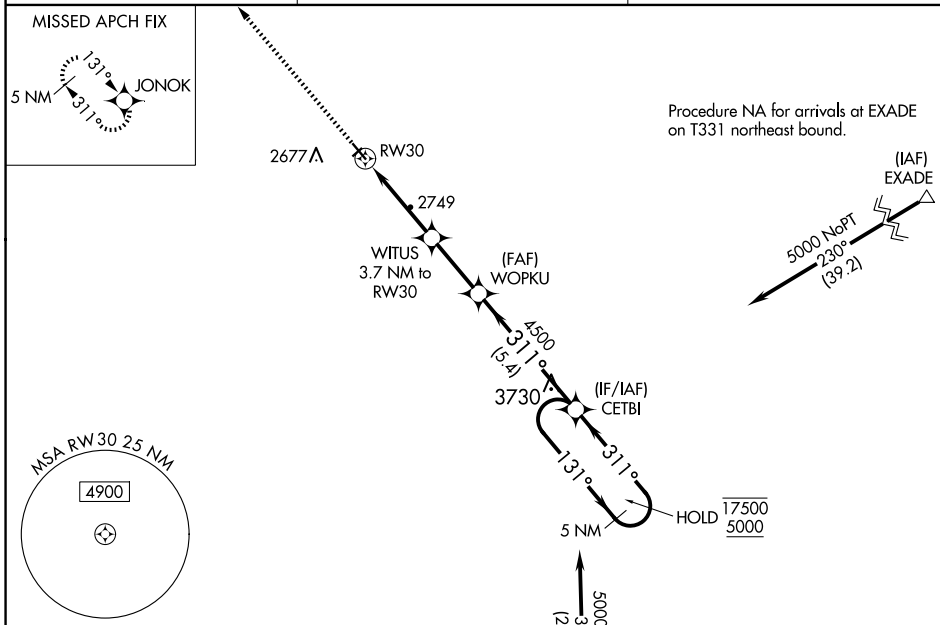 MISSED APCH FIX
131°
JONOK
5 NM
311°
Procedure NA for arrivals at EXADE
on T331 northeast bound.
(IAF)
EXADE
2677
RW30
2749
5000 NoPT
230°
(39.2)
WITUS
3.7 NM to
RW30
(FAF)
WOPKU
4500
311°
(5.4)
3730
(IF/IAF)
CETBI
131°
311°
HOLD
17500
5000
5 NM
MSA RW30 25 NM
4900
5000
3
(2